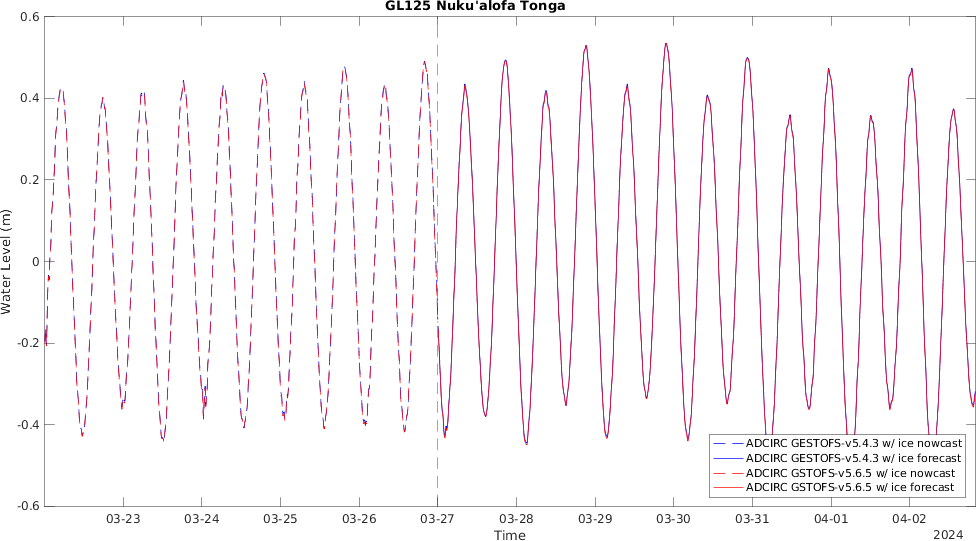 GL125 Nuku'alofa Tonga
0.6
0.4
0.2
0
-0.2
-0.4
-0.6
Water Level (m)
ADCIRC GESTOFS-v5.4.3 w/ ice nowcast
ADCIRC GESTOFS-v5.4.3 w/ ice forecast
ADCIRC GSTOFS-v5.6.5 w/ ice nowcast
ADCIRC GSTOFS-v5.6.5 w/ ice forecast
03-23 03-24 03-25 03-26 03-27 03-28 03-29 03-30 03-31 04-01 04-02
Time
2024